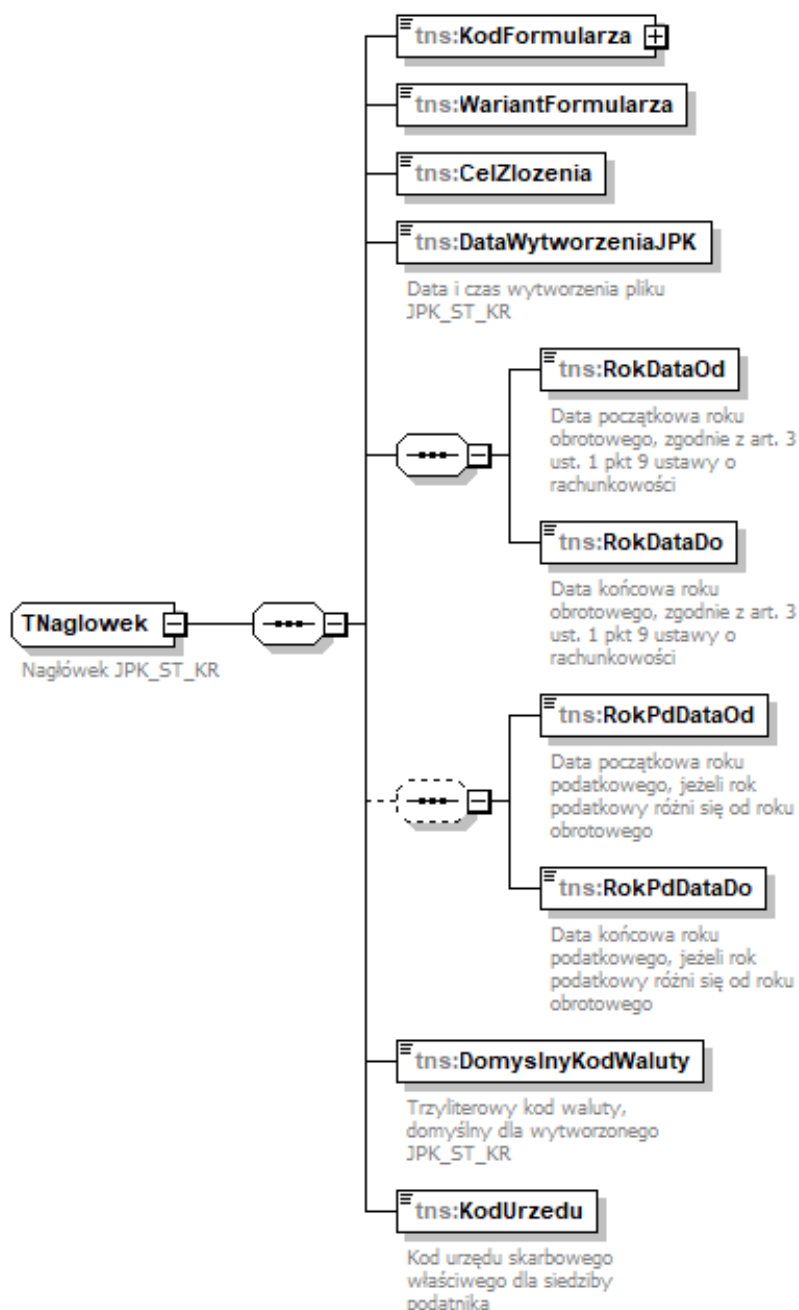 tns:KodFormularza
tns:WariantFormularza
tns:CelZlozenia
tns:DataWytworzeniaJPK
Data i czas wytworzenia pliku
JPK_ST_KR
tns:RokDataOd
Data początkowa roku
obrotowego, zgodnie z art. 3
ust. 1 pkt 9 ustawy o
rachunkowości
tns:RokDataDo
Data końcowa roku
obrotowego, zgodnie z art. 3
ust. 1 pkt 9 ustawy o
rachunkowości
TNaglowek
Nagłówek JPK_ST_KR
tns:RokPdDataOd
Data początkowa roku
podatkowego, jeżeli rok
podatkowy różni się od roku
obrotowego
tns:RokPdDataDo
Data końcowa roku
podatkowego, jeżeli rok
podatkowy różni się od roku
obrotowego
tns:DomyslnyKodWaluty
Trzyliterowy kod waluty,
domyślny dla wytworzonego
JPK_ST_KR
tns:KodUrzedu
Kod urzędu skarbowego
właściwego dla siedziby
podatnika